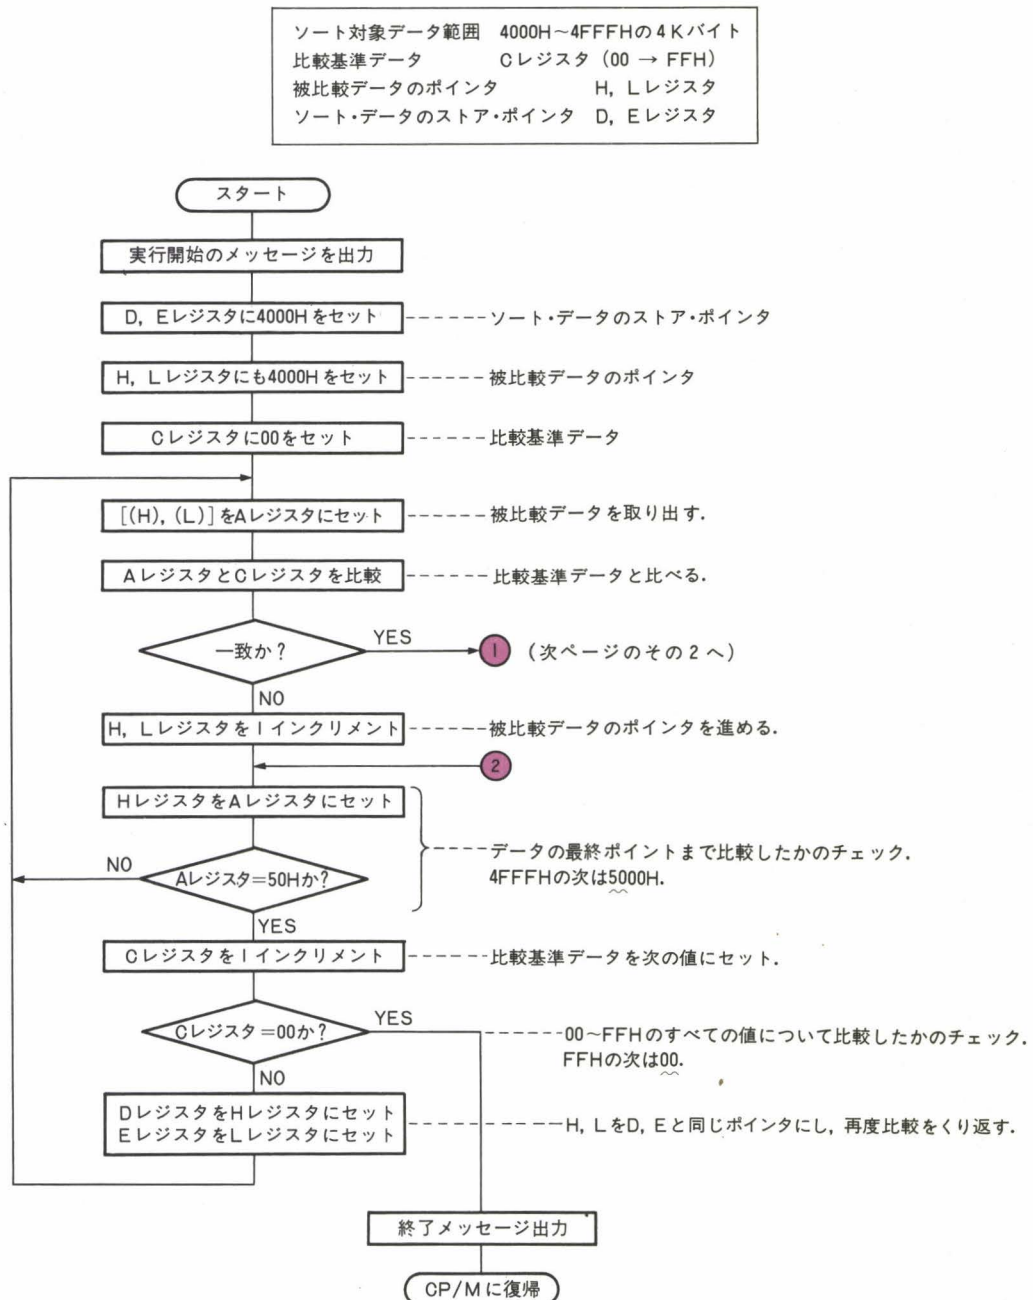 ソート対象データ範囲 4000H～4FFFHの4Kバイト
比較基準データ Cレジスタ (00 → FFH)
被比較データのポインタ H, Lレジスタ
ソート・データのストア・ポインタ D, Eレジスタ
スタート
実行開始のメッセージを出力
D, Eレジスタに4000Hをセット
ソート・データのストア・ポインタ
H, Lレジスタにも4000Hをセット
被比較データのポインタ
Cレジスタに00をセット
比較基準データ
[(H), (L)]をAレジスタにセット
被比較データを取り出す.
AレジスタとCレジスタを比較
比較基準データと比べる.
一致か?
YES
1 (次ページのその2へ)
NO
H, Lレジスタを1インクリメント
被比較データのポインタを進める.
2
HレジスタをAレジスタにセット
データの最終ポイントまで比較したかのチェック.
4FFFHの次は5000H.
NO
Aレジスタ=50Hか?
YES
Cレジスタを1インクリメント
比較基準データを次の値にセット.
Cレジスタ=00か?
YES
00～FFHのすべての値について比較したかのチェック.
FFHの次は00.
NO
DレジスタをHレジスタにセット
EレジスタをLレジスタにセット
H, LをD, Eと同じポインタにし, 再度比較をくり返す.
終了メッセージ出力
CP/Mに復帰